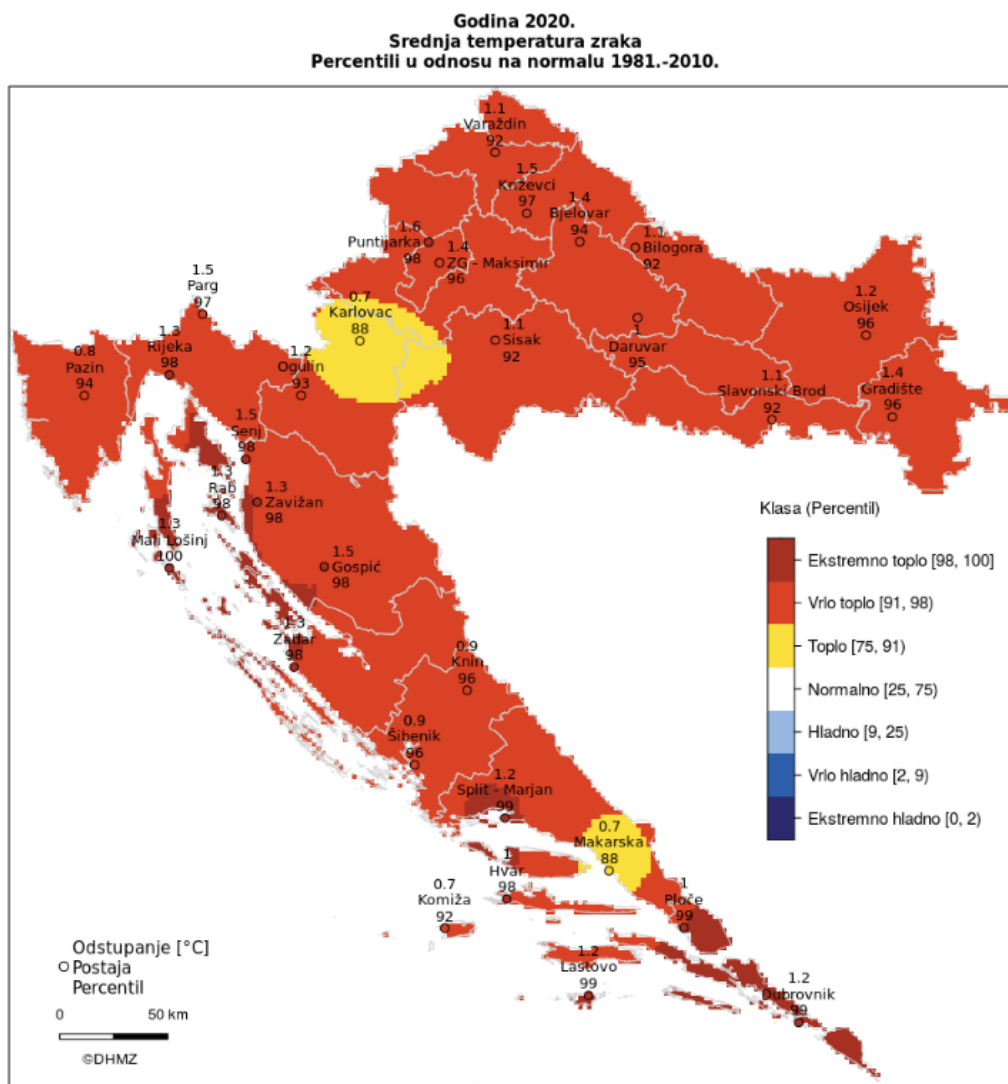 Godina 2020.
Srednja temperatura zraka
Percentili u odnosu na normalu 1981.-2010.
1.1
Varaždin
92
1.5
Križevci
97
1.4
Bjelovar
94
1.6
Puntijarka
98
1.4
ZG - Maksimir
96
1.1
Bilogora
92
1.5
Parg
97
0.7
Karlovac
88
1.2
Osijek
96
0.8
Pazin
94
1.3
Rijeka
98
1.2
Ogulin
93
1.1
Sisak
92
1
Daruvar
95
1.1
Slavonski Brod
92
1.4
Gradište
96
1.5
Senj
98
1.3
Rab
98
1.3
Zavižan
98
1.3
Mali Lošinj
100
1.5
Gospić
98
1.3
Zadar
98
0.9
Knin
96
0.9
Šibenik
96
1.2
Split - Marjan
99
0.7
Makarska
88
1
Hvar
98
0.7
Komiža
92
1
Ploče
99
1.2
Lastovo
99
1.2
Dubrovnik
99
Klasa (Percentil)
Ekstremno toplo [98, 100]
Vrlo toplo [91, 98)
Toplo [75, 91)
Normalno [25, 75)
Hladno [9, 25)
Vrlo hladno [2, 9)
Ekstremno hladno [0, 2)
Odstupanje [°C]
Postaja
Percentil
0 50 km
©DHMZ